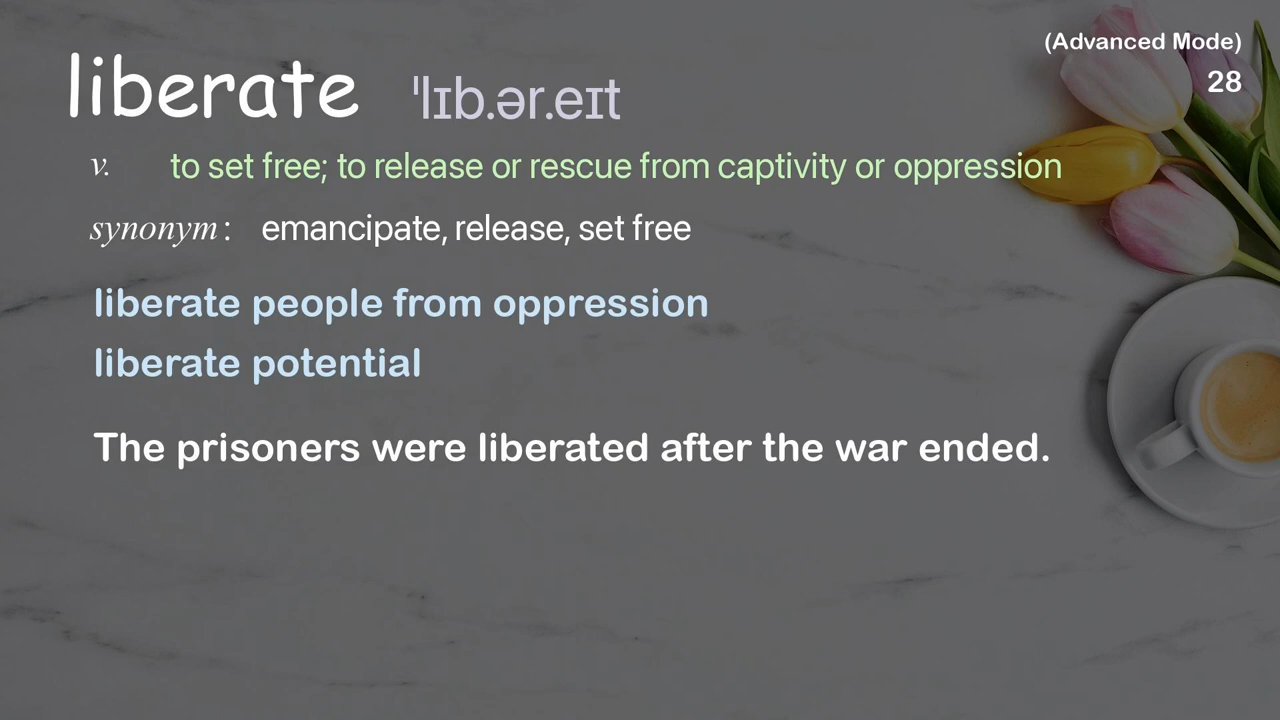 (Advanced Mode)
28
liberate ˈlɪb.ər.eɪt
v. to set free; to release or rescue from captivity or oppression
synonym : emancipate, release, set free
liberate people from oppression
liberate potential
The prisoners were liberated after the war ended.